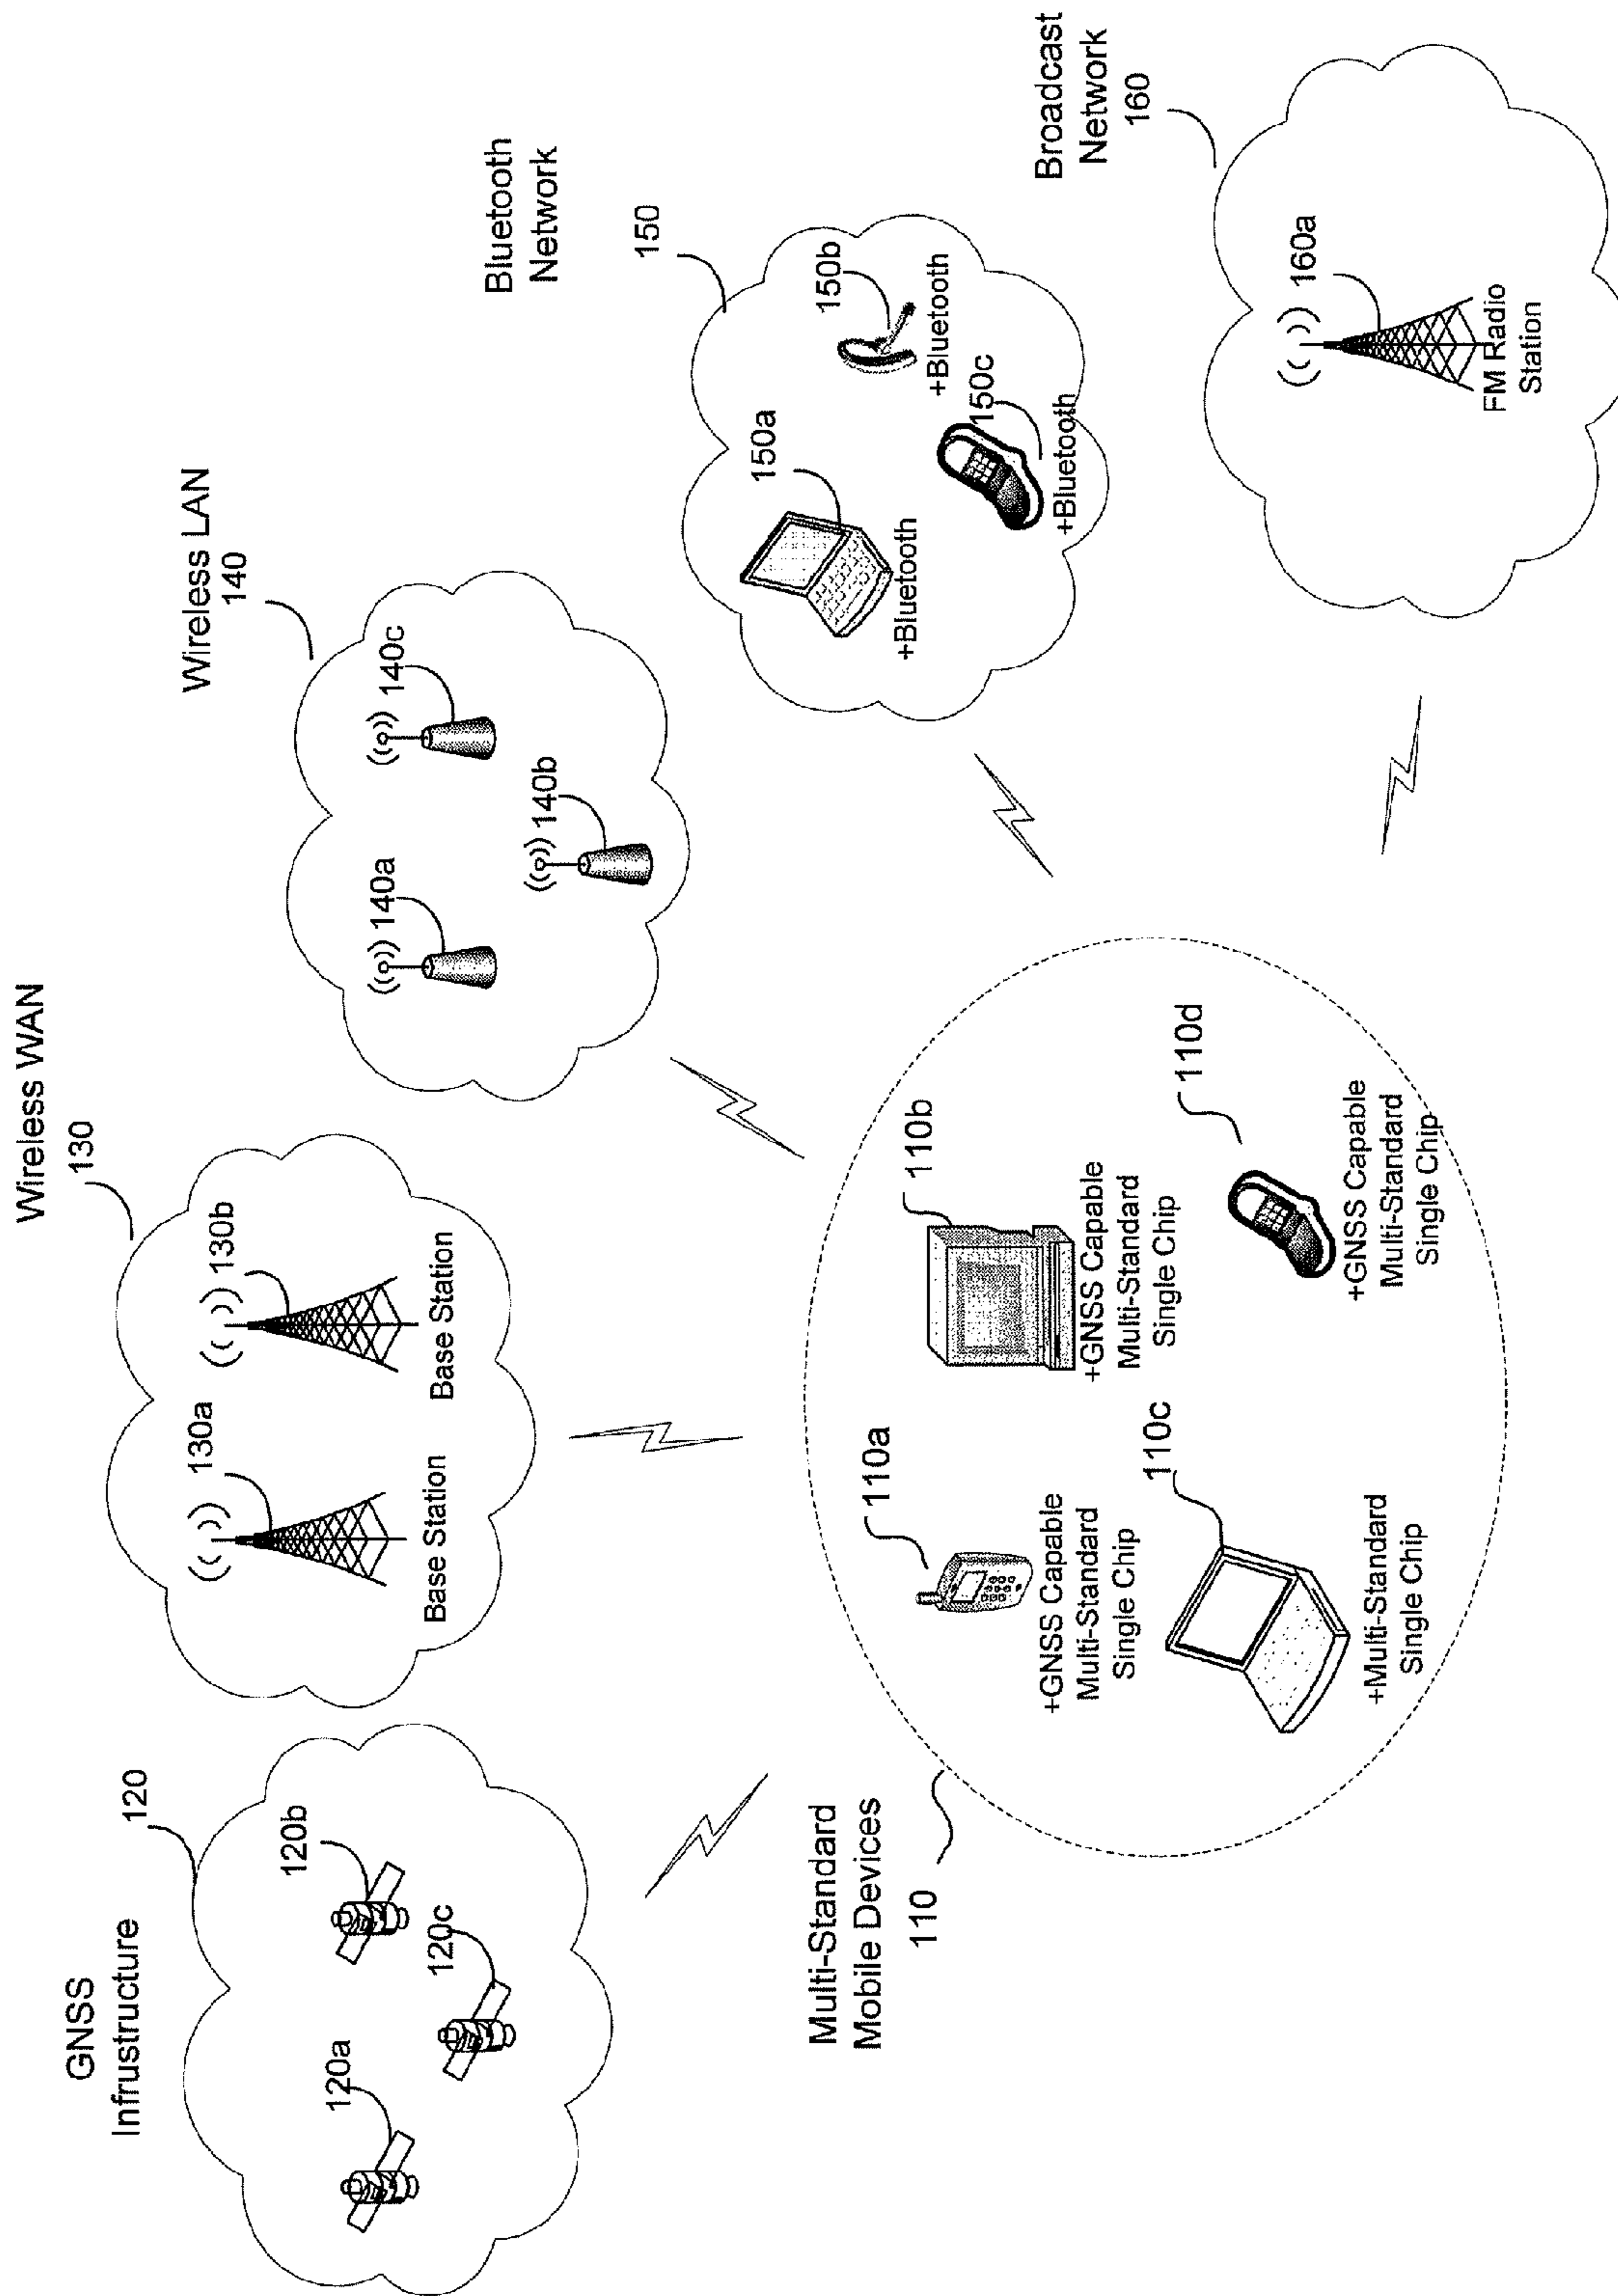 GNSS
Infrustructure
120
120a
120b
120c
Wireless WAN
130
130a
130b
Base Station
Base Station
Wireless LAN
140
140a
140b
140c
Bluetooth
Network
150
150a
+Bluetooth
150b
+Bluetooth
150c
+Bluetooth
Broadcast
Network
160
160a
FM Radio
Station
Multi-Standard
Mobile Devices
110
110a
+GNSS Capable
Multi-Standard
Single Chip
110b
+GNSS Capable
Multi-Standard
Single Chip
110c
+Multi-Standard
Single Chip
110d
+GNSS Capable
Multi-Standard
Single Chip